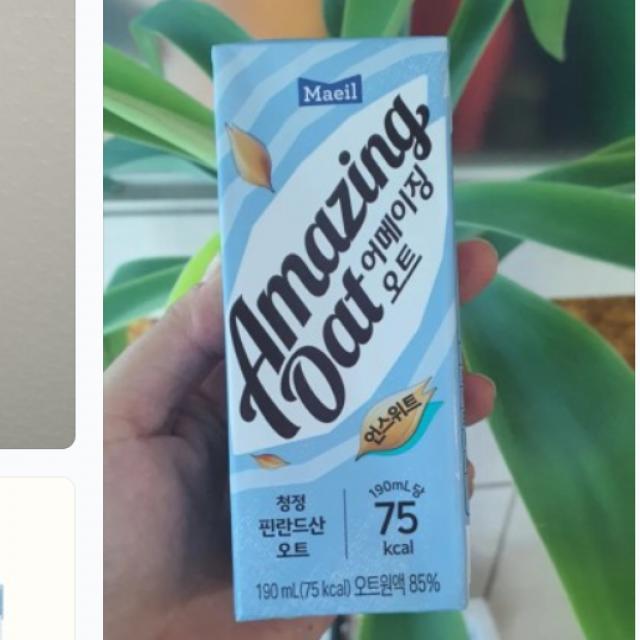 Maeil
Amazing
Oat
어메이징
오트
언스위트
청정
핀란드산
오트
190mL당
75
kcal
190 mL(75 kcal) 오트원액 85%